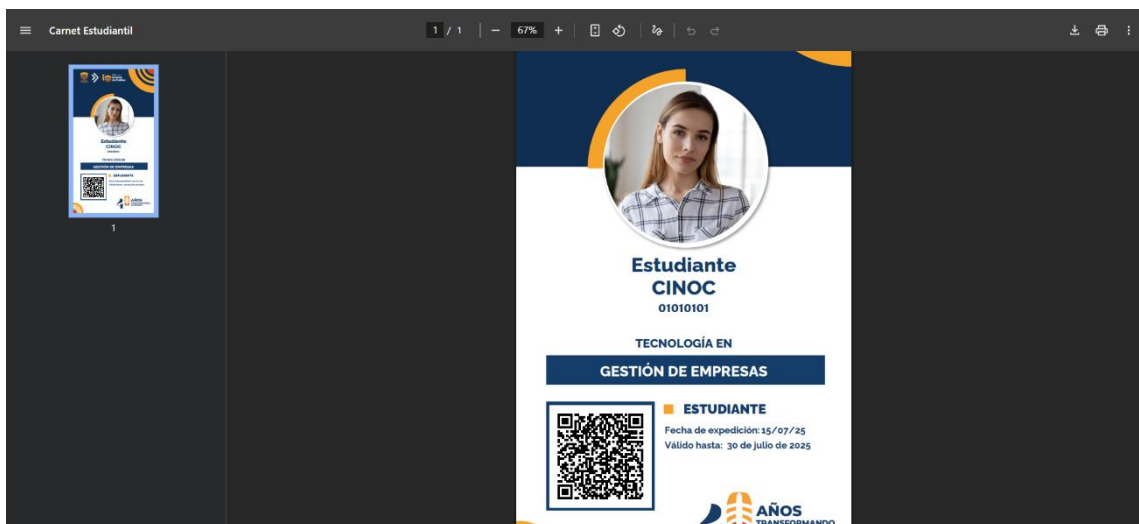 Carnet Estudiantil
1 / 1
67%
1
Estudiante
CINOC
01010101
TECNOLOGÍA EN
GESTIÓN DE EMPRESAS
ESTUDIANTE
Fecha de expedición: 15/07/25
Válido hasta: 30 de julio de 2025
AÑOS
TRANSFORMANDO